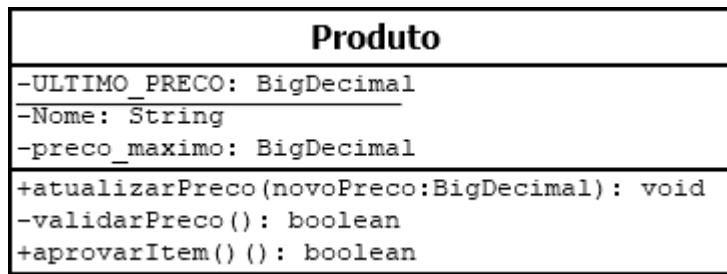 Produto
-ULTIMO_PRECO: BigDecimal
-Nome: String
-preco_maximo: BigDecimal
+atualizarPreco(novoPreco:BigDecimal): void
-validarPreco(): boolean
+aprovarItem()(): boolean